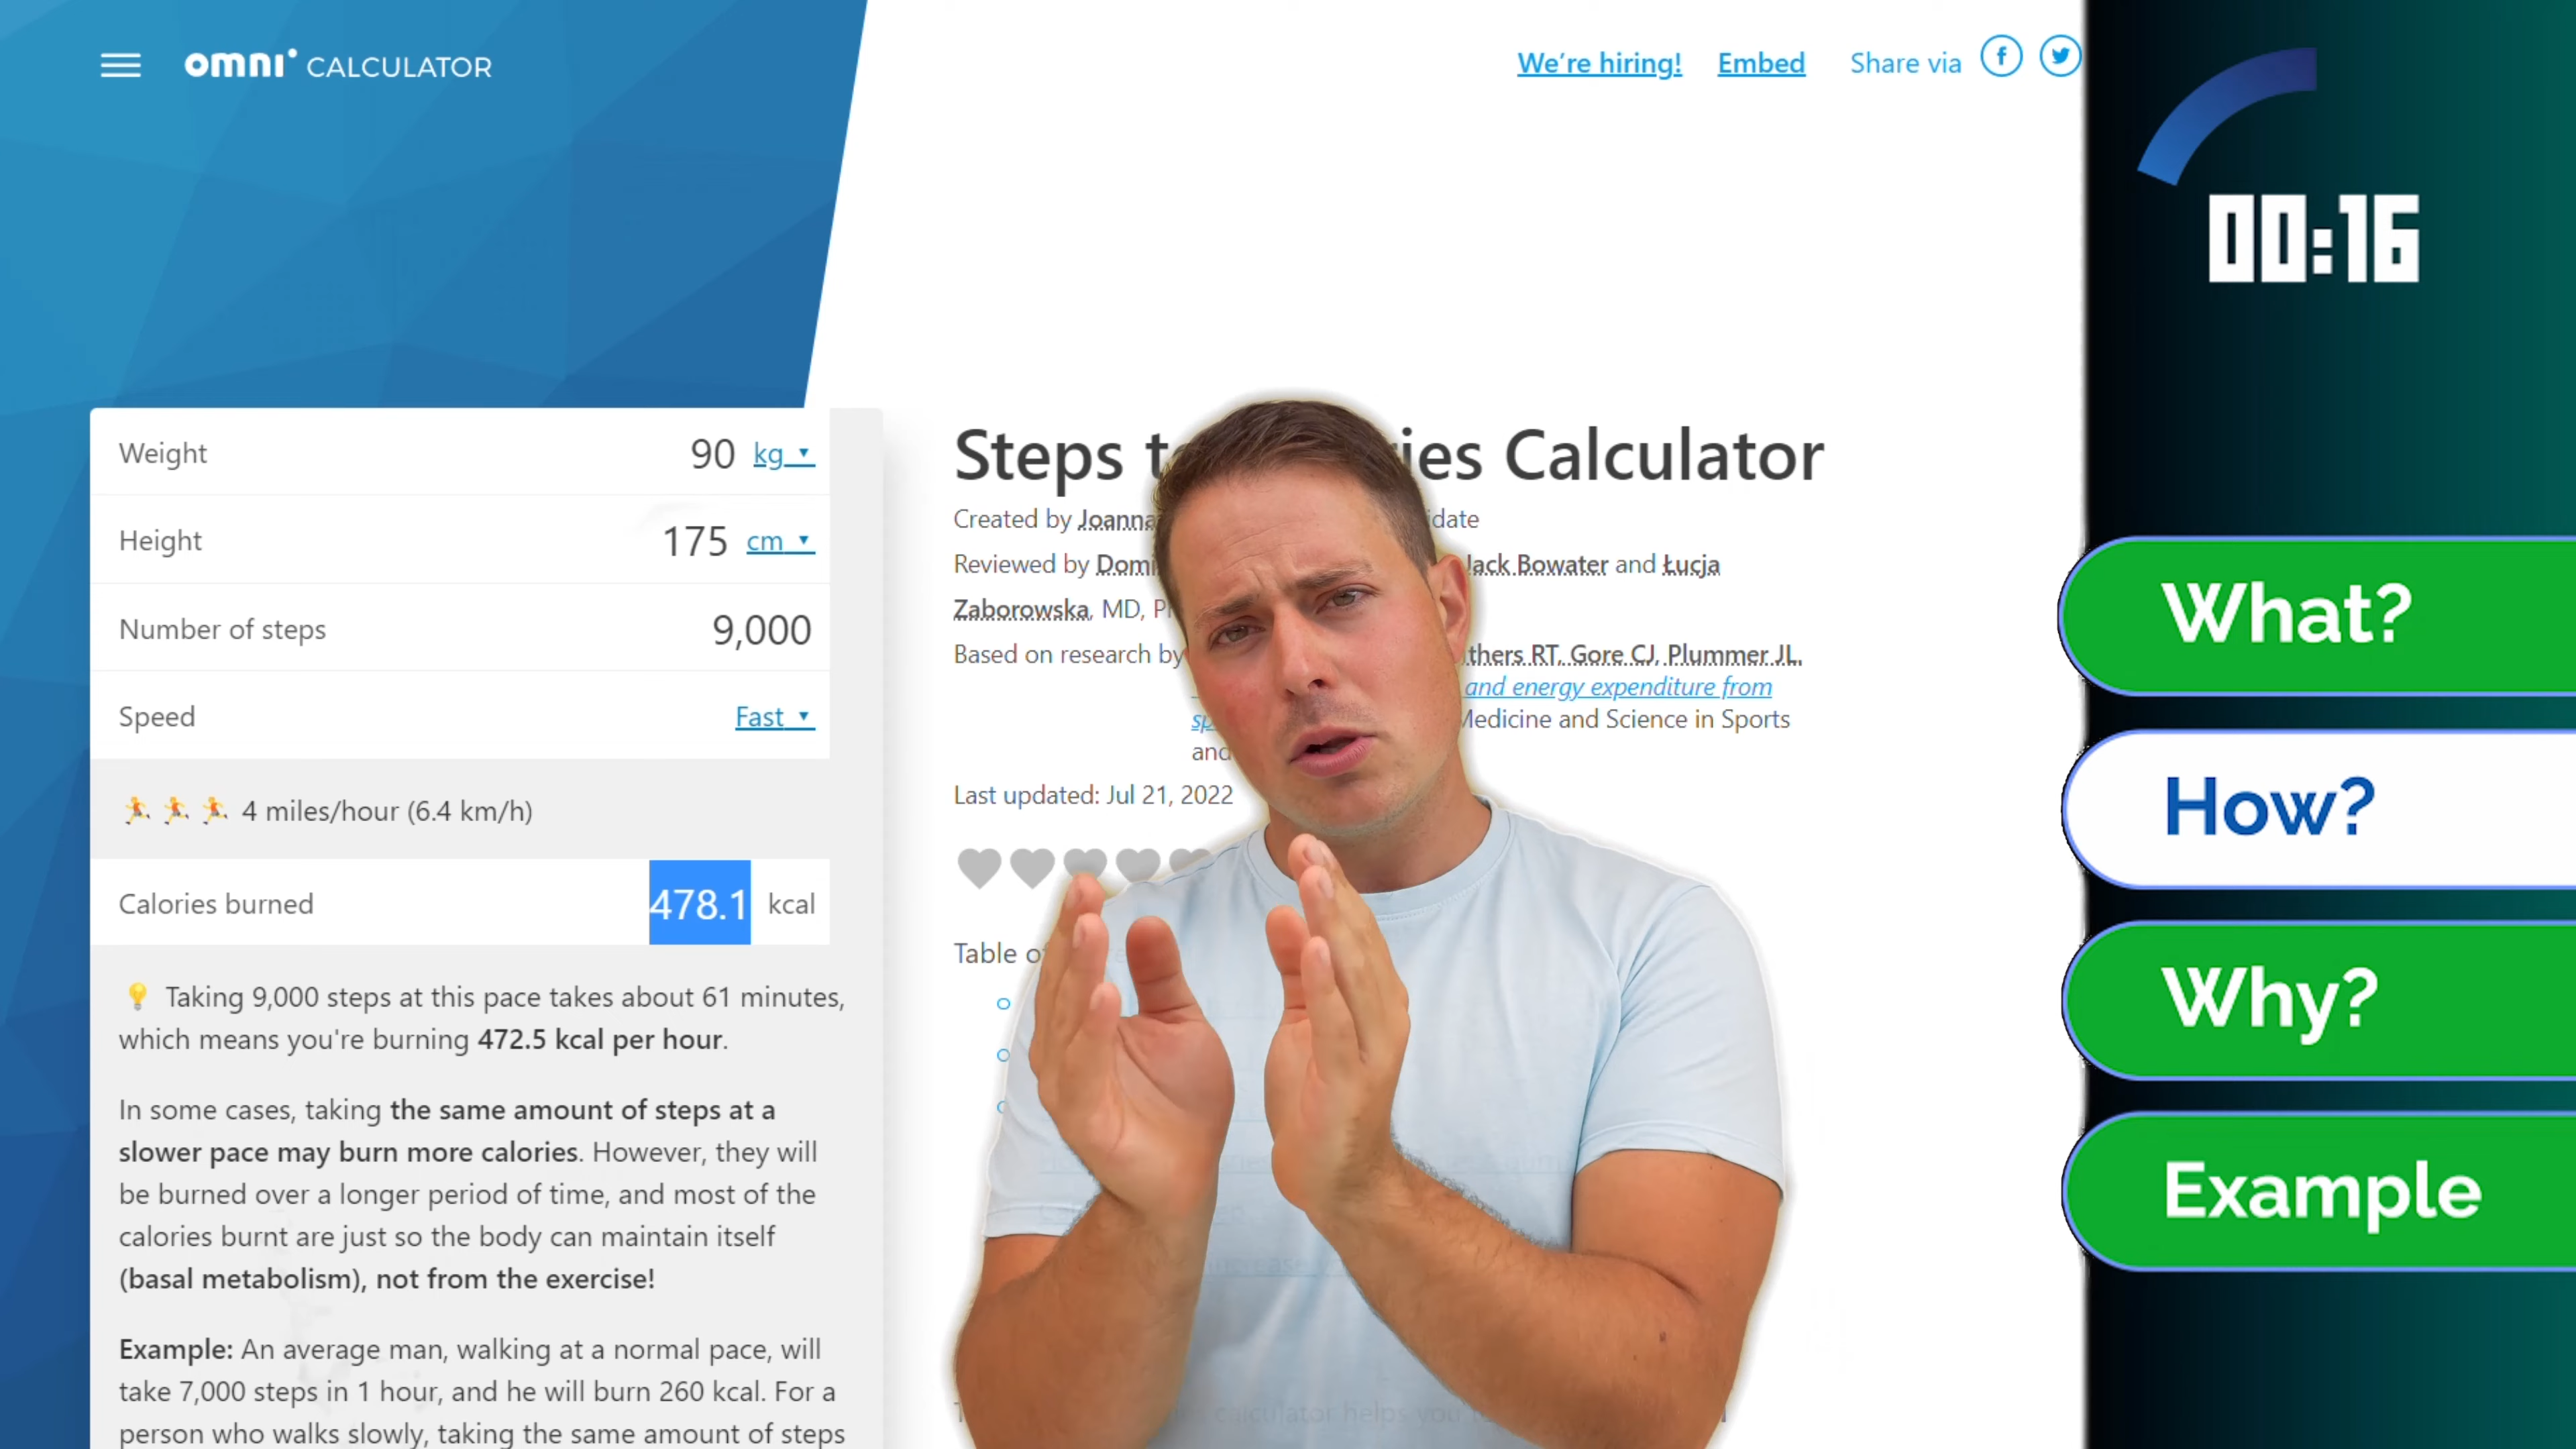 omni CALCULATOR
We're hiring! Embed Share via
00:16
Weight 90 kg
Height 175 cm
Number of steps 9,000
Speed Fast
4 miles/hour (6.4 km/h)
Calories burned 478.1 kcal
Taking 9,000 steps at this pace takes about 61 minutes,
which means you're burning 472.5 kcal per hour.
In some cases, taking the same amount of steps at a
slower pace may burn more calories. However, they will
be burned over a longer period of time, and most of the
calories burnt are just so the body can maintain itself
(basal metabolism), not from the exercise!
Example: An average man, walking at a normal pace, will
take 7,000 steps in 1 hour, and he will burn 260 kcal. For a
person who walks slowly, taking the same amount of steps
Steps Calculator
Created by Joanna
Reviewed by Jack Bowater and Łucja
Zaborowska, MD,
Based on research by RT, Gore CJ, Plummer JL,
and energy expenditure from
Medicine and Science in Sports
and
Last updated: Jul 21, 2022
Table
calculator helps
What?
How?
Why?
Example